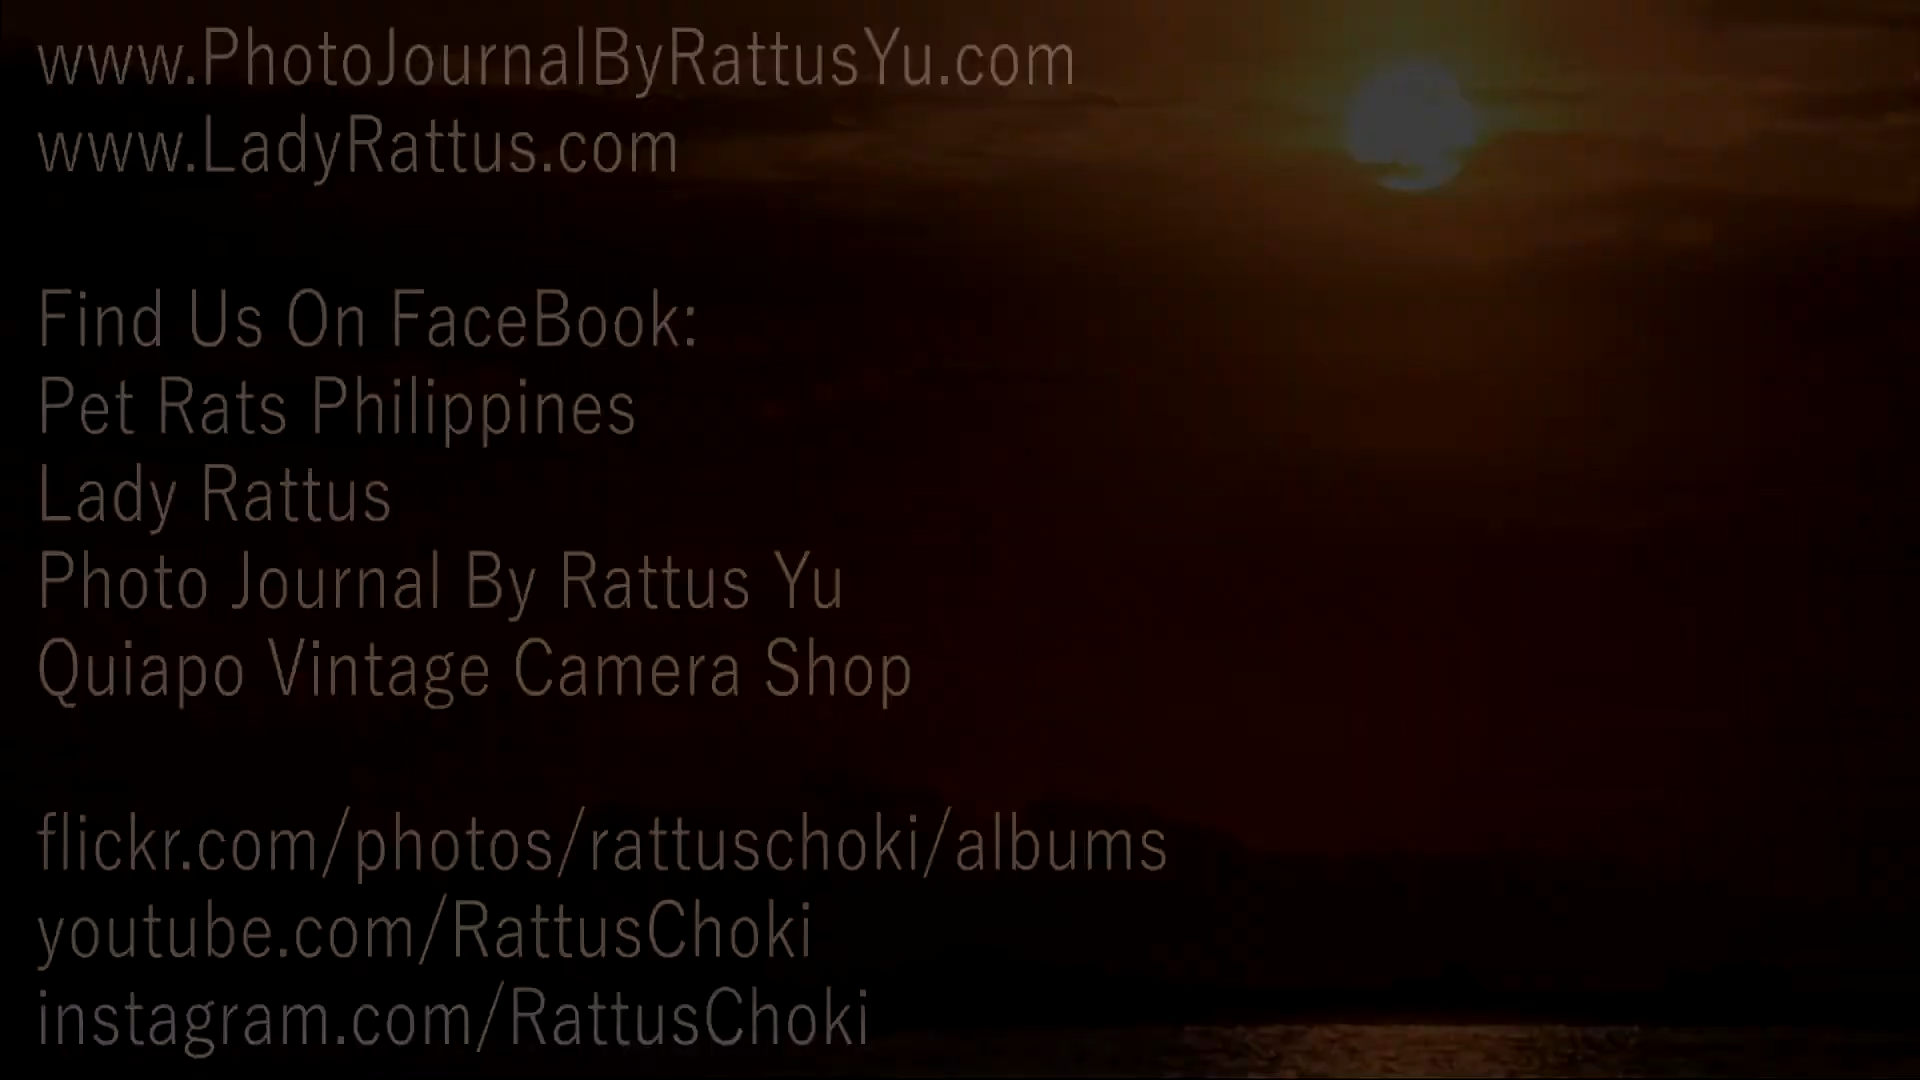 www.PhotoJournalByRattusYu.com
www.LadyRattus.com
Find Us On FaceBook:
Pet Rats Philippines
Lady Rattus
Photo Journal By Rattus Yu
Quiapo Vintage Camera Shop
flickr.com/photos/rattuschoki/albums
youtube.com/RattusChoki
instagram.com/RattusChoki